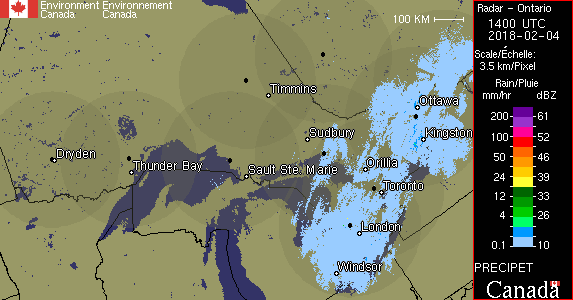 Environment Environnement
Canada Canada
100 KM
Timmins
Ottawa
Sudbury
Kingston
Dryden
Thunder Bay
Sault Ste. Marie
Orillia
Toronto
London
Windsor
Radar - Ontario
1400 UTC
2018-02-04
Scale/Échelle:
3.5 km/Pixel
Rain/Pluie
mm/hr dBZ
200 61
100 52
50 46
24 39
12 33
4 26
0.1 10
PRECIPET
Canada